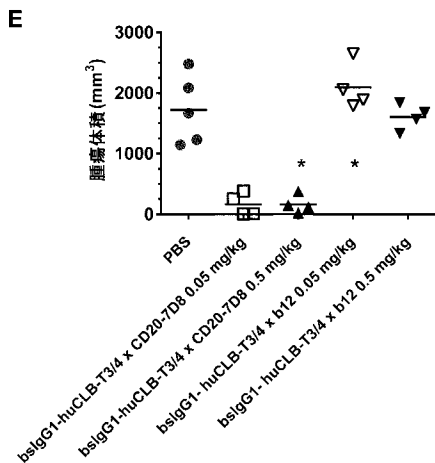 E
腫瘍体積(mm³)
3000
2000
1000
0
* *
PBS
bsIgG1-huCLB-T3/4 x CD20-7D8 0.05 mg/kg
bsIgG1-huCLB-T3/4 x CD20-7D8 0.5 mg/kg
bsIgG1- huCLB-T3/4 x b12 0.05 mg/kg
bsIgG1- huCLB-T3/4 x b12 0.5 mg/kg